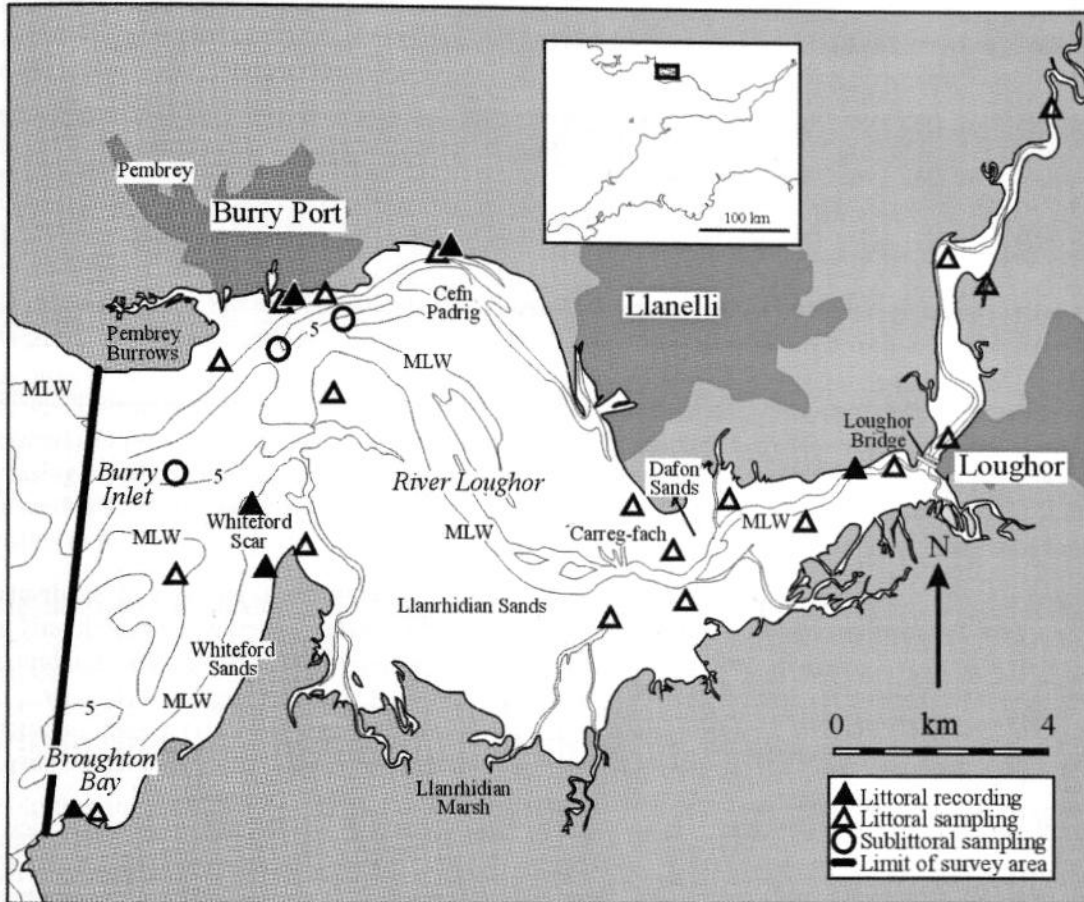 100 km
Pembrey
Burry Port
Cefn
Padrig
Llanelli
Pembrey
Burrows
5
MLW
MLW
Loughor
Bridge
Loughor
Burry
Inlet
5
River Loughor
Dafon
Sands
MLW
Whiteford
Scar
MLW
Carreg-fach
MLW
N
Llanrhidian Sands
Whiteford
Sands
MLW
5
Broughton
Bay
Llanrhidian
Marsh
0 km 4
Littoral recording
Littoral sampling
Sublittoral sampling
Limit of survey area